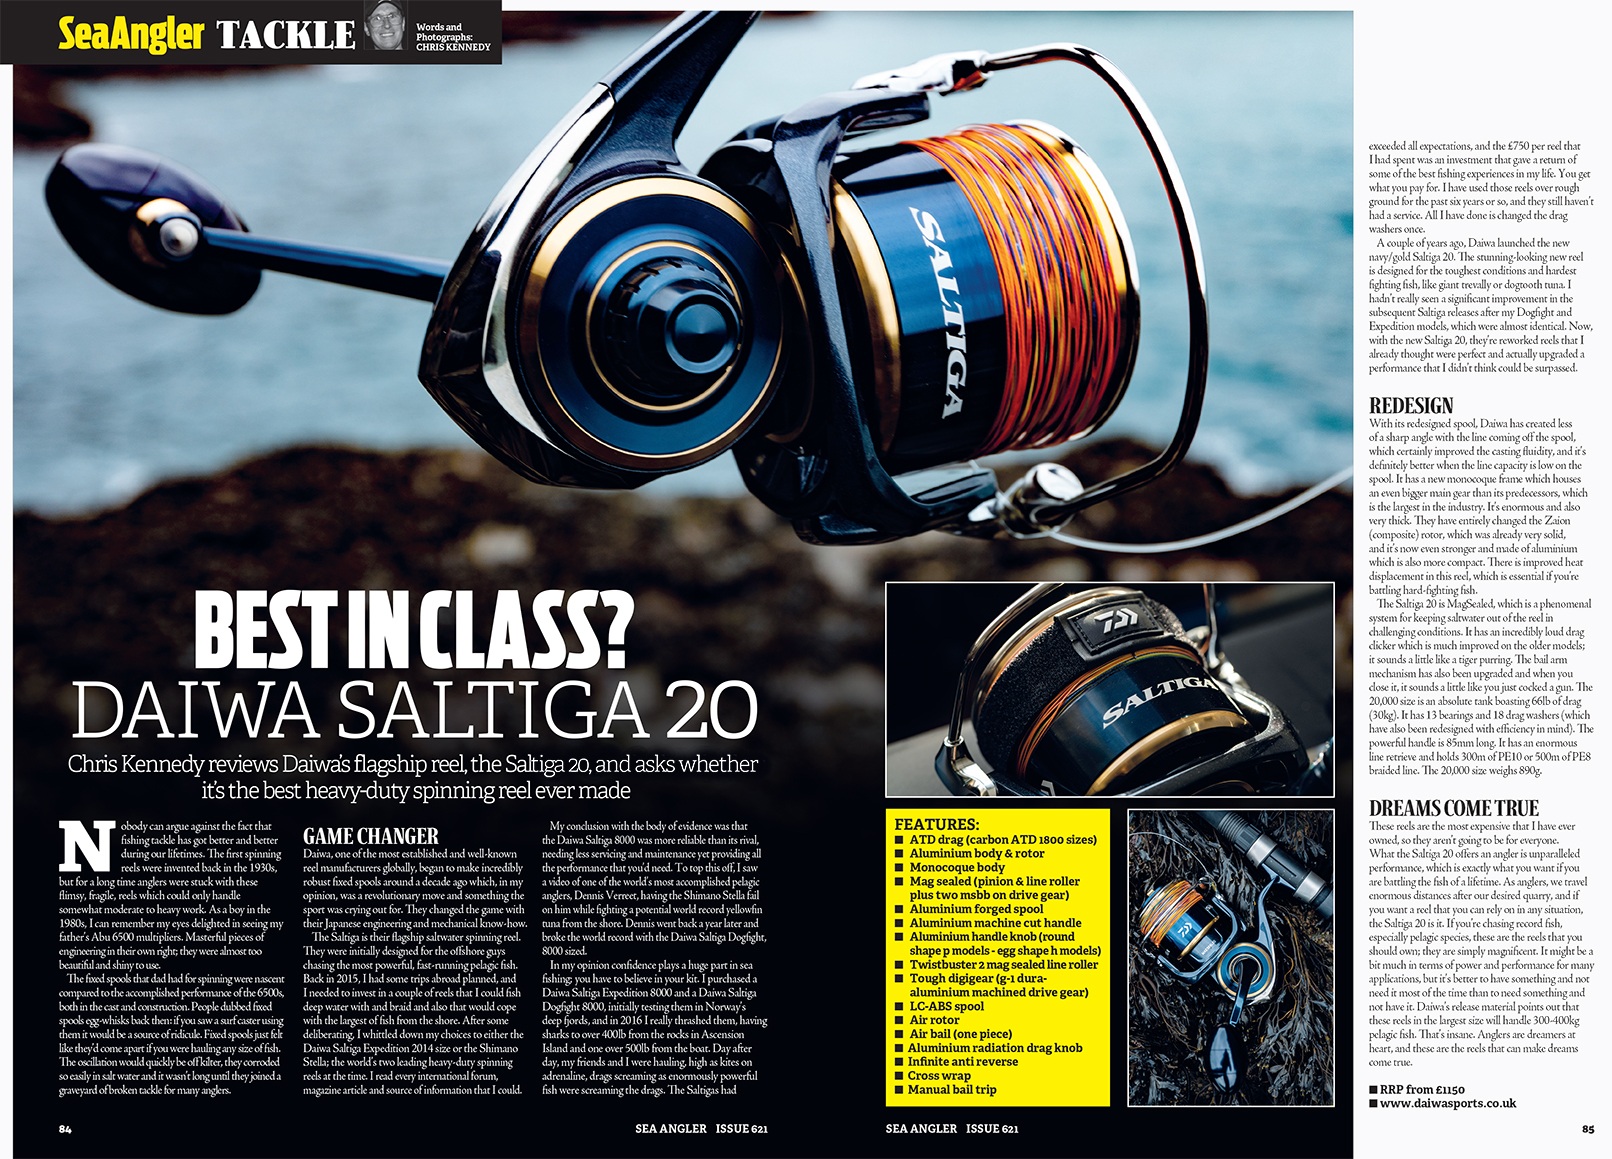 SeaAngler TACKLE
Words and
Photographs:
CHRIS KENNEDY
SALTIGA
BEST IN CLASS?
DAIWA SALTIGA 20
Chris Kennedy reviews Daiwa's flagship reel, the Saltiga 20, and asks whether
it's the best heavy-duty spinning reel ever made
Nobody can argue against the fact that
fishing tackle has got better and better
during our lifetimes. The first spinning
reels were invented back in the 1930s,
but for a long time anglers were stuck with these
flimsy, fragile, reels which could only handle
somewhat moderate to heavy work. As a boy in the
1980s, I can remember my eyes delighted in seeing my
father's Abu 6500 multipliers. Masterful pieces of
engineering in their own right; they were almost too
beautiful and shiny to use.
The fixed spools that dad had for spinning were nascent
compared to the accomplished performance of the 6500s,
both in the cast and construction. People dubbed fixed
spools egg-whisks back then: if you saw a surf caster using
them it would be a source of ridicule. Fixed spools just felt
like they'd come apart if you were hauling any size of fish.
The oscillation would quickly be off kilter, they corroded
so easily in salt water and it wasn't long until they joined a
graveyard of broken tackle for many anglers.
GAME CHANGER
Daiwa, one of the most established and well-known
reel manufacturers globally, began to make incredibly
robust fixed spools around a decade ago which, in my
opinion, was a revolutionary move and something the
sport was crying out for. They changed the game with
their Japanese engineering and mechanical know-how.
The Saltiga is their flagship saltwater spinning reel.
They were initially designed for the offshore guys
chasing the most powerful, fast-running pelagic fish.
Back in 2015, I had some trips abroad planned, and
I needed to invest in a couple of reels that I could fish
deep water with and braid and also that would cope
with the largest of fish from the shore. After some
deliberating, I whittled down my choices to either the
Daiwa Saltiga Expedition 2014 size or the Shimano
Stella; the world's two leading heavy-duty spinning
reels at the time. I read every international forum,
magazine article and source of information that I could.
My conclusion with the body of evidence was that
the Daiwa Saltiga 8000 was more reliable than its rival,
needing less servicing and maintenance yet providing all
the performance that you'd need. To top this off, I saw
a video of one of the world's most accomplished pelagic
anglers, Dennis Verreet, having the Shimano Stella fail
on him while fighting a potential world record yellowfin
tuna from the shore. Dennis went back a year later and
broke the world record with the Daiwa Saltiga Dogfight,
8000 sized.
In my opinion confidence plays a huge part in sea
fishing; you have to believe in your kit. I purchased a
Daiwa Saltiga Expedition 8000 and a Daiwa Saltiga
Dogfight 8000, initially testing them in Norway's
deep fjords, and in 2016 I really thrashed them, having
sharks to over 400lb from the rocks in Ascension
Island and one over 500lb from the boat. Day after
day, my friends and I were hauling, high as kites on
adrenaline, drags screaming as enormously powerful
fish were screaming the drags. The Saltigas had
SALTIGA
FEATURES:
■ ATD drag (carbon ATD 1800 sizes)
■ Aluminium body & rotor
■ Monocoque body
■ Mag sealed (pinion & line roller
plus two msbb on drive gear)
■ Aluminium forged spool
■ Aluminium machine cut handle
■ Aluminium handle knob (round
shape p models - egg shape h models)
■ Twistbuster 2 mag sealed line roller
■ Tough digigear (g-1 dura-
aluminium machined drive gear)
■ LC-ABS spool
■ Air rotor
■ Air bail (one piece)
■ Aluminium radiation drag knob
■ Infinite anti reverse
■ Cross wrap
■ Manual bail trip
84
SEA ANGLER ISSUE 621
SEA ANGLER ISSUE 621
exceeded all expectations, and the £750 per reel that
I had spent was an investment that gave a return of
some of the best fishing experiences in my life. You get
what you pay for. I have used those reels over rough
ground for the past six years or so, and they still haven't
had a service. All I have done is changed the drag
washers once.
A couple of years ago, Daiwa launched the new
navy/gold Saltiga 20. The stunning-looking new reel
is designed for the toughest conditions and hardest
fighting fish, like giant trevally or dogtooth tuna. I
hadn't really seen a significant improvement in the
subsequent Saltiga releases after my Dogfight and
Expedition models, which were almost identical. Now,
with the new Saltiga 20, they're reworked reels that I
already thought were perfect and actually upgraded a
performance that I didn't think could be surpassed.
REDESIGN
With its redesigned spool, Daiwa has created less
of a sharp angle with the line coming off the spool,
which certainly improved the casting fluidity, and it's
definitely better when the line capacity is low on the
spool. It has a new monocoque frame which houses
an even bigger main gear than its predecessors, which
is the largest in the industry. It's enormous and also
very thick. They have entirely changed the Zaion
(composite) rotor, which was already very solid,
and it's now even stronger and made of aluminium
which is also more compact. There is improved heat
displacement in this reel, which is essential if you're
battling hard-fighting fish.
The Saltiga 20 is MagSealed, which is a phenomenal
system for keeping saltwater out of the reel in
challenging conditions. It has an incredibly loud drag
clicker which is much improved on the older models;
it sounds a little like a tiger purring. The bail arm
mechanism has also been upgraded and when you
close it, it sounds a little like you just cocked a gun. The
20,000 size is an absolute tank boasting 66lb of drag
(30kg). It has 13 bearings and 18 drag washers (which
have also been redesigned with efficiency in mind). The
powerful handle is 85mm long. It has an enormous
line retrieve and holds 300m of PE10 or 500m of PE8
braided line. The 20,000 size weighs 890g.
DREAMS COME TRUE
These reels are the most expensive that I have ever
owned, so they aren't going to be for everyone.
What the Saltiga 20 offers an angler is unparalleled
performance, which is exactly what you want if you
are battling the fish of a lifetime. As anglers, we travel
enormous distances after our desired quarry, and if
you want a reel that you can rely on in any situation,
the Saltiga 20 is it. If you're chasing record fish,
especially pelagic species, these are the reels that you
should own; they are simply magnificent. It might be a
bit much in terms of power and performance for many
applications, but it's better to have something and not
need it most of the time than to need something and
not have it. Daiwa's release material points out that
these reels in the largest size will handle 300-400kg
pelagic fish. That's insane. Anglers are dreamers at
heart, and these are the reels that can make dreams
come true.
■ RRP from £1150
■ www.daiwasports.co.uk
85